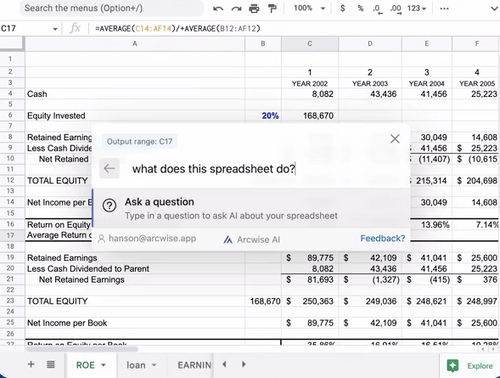 Search the menus (Option+/)
100% $ % .0 .00 123
C17 fx =AVERAGE(C14:AF14)/+AVERAGE(B12:AF12)
A B C D E F
1
2 1 2 3 4
3 YEAR 2002 YEAR 2003 YEAR 2004 YEAR 2005
4 Cash 8,082 43,436 41,456 25,223
5
6 Equity Invested 20% 168,670
7
Output range: C17
8 Retained Earning 30,049 14,608
9 Less Cash Divide $ 41,456 $ 25,223
what does this spreadsheet do?
10 Net Retained $ (11,407) $ (10,615
11
12 TOTAL EQUITY $ 215,314 $ 204,698
Ask a question
14 Net Income per B 30,049 14,608
Type in a question to ask AI about your spreadsheet
16 Return on Equity 13.96% 7.14%
17 Average Return
hanson@arcwise.app Arcwise AI Feedback?
19 Retained Earnings $ 89,775 $ 42,109 $ 41,041 $ 25,600
20 Less Cash Dividended to Parent 8,082 43,436 41,456 25,223
21 Net Retained Earnings $ 81,693 $ (1,327) $ (415) $ 376
22
23 TOTAL EQUITY 168,670 $ 250,363 $ 249,036 $ 248,621 $ 248,997
25 Net Income per Book $ 89,775 $ 42,109 $ 41,041 $ 25,600
26
27 Return on Equity per Book 35.86% 16.91% 16.51% 10.28%
ROE loan EARNIN Explore